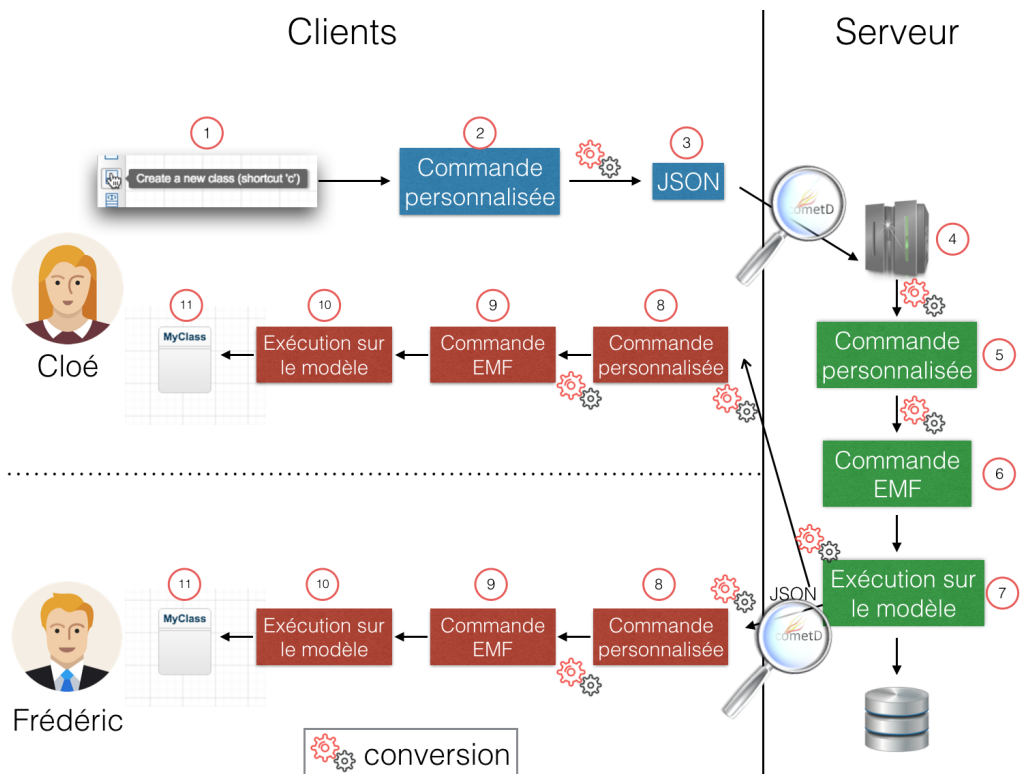 Clients
Serveur
1
2
3
Create a new class (shortcut 'c')
Commande
personnalisée
JSON
cometD
4
Cloé
11
10
9
8
MyClass
Exécution sur
le modèle
Commande
EMF
Commande
personnalisée
Commande
personnalisée
5
Commande
EMF
6
Exécution sur
le modèle
7
JSON
cometD
Frédéric
11
10
9
8
MyClass
Exécution sur
le modèle
Commande
EMF
Commande
personnalisée
conversion